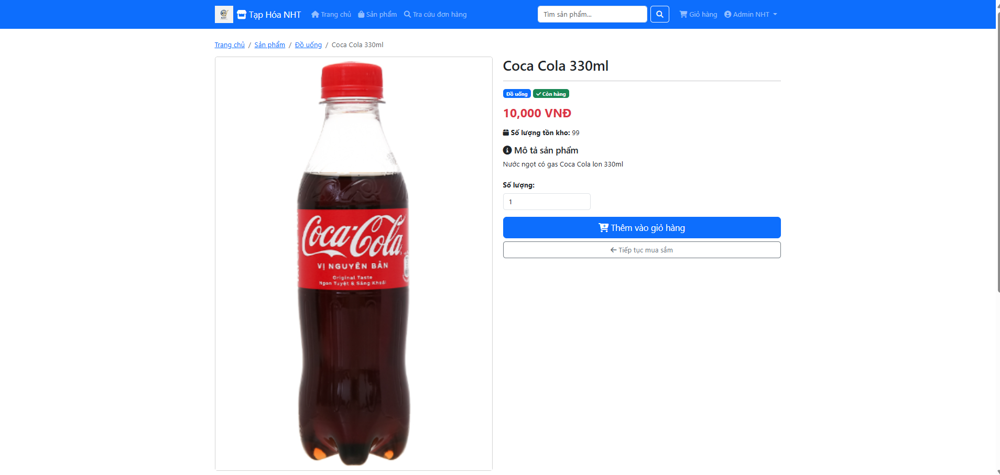 Tạp Hóa NHT Trang chủ Sản phẩm Tra cứu đơn hàng Tìm sản phẩm... Giỏ hàng Admin NHT
Trang chủ / Sản phẩm / Đồ uống / Coca Cola 330ml
Coca-Cola
VỊ NGUYÊN BẢN
Original Taste
Ngon Tuyệt & Sảng Khoái
Coca Cola 330ml
Đồ uống Còn hàng
10,000 VNĐ
Số lượng tồn kho: 99
Mô tả sản phẩm
Nước ngọt có gas Coca Cola lon 330ml
Số lượng:
1
Thêm vào giỏ hàng
Tiếp tục mua sắm